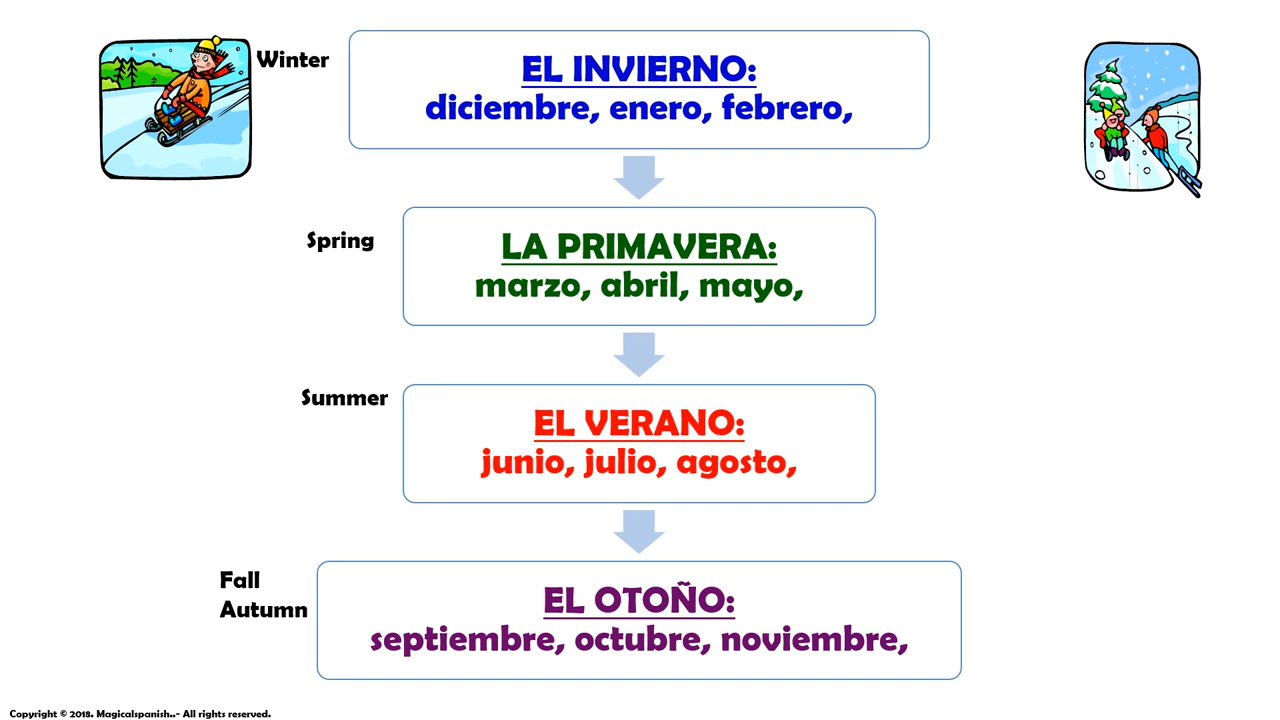 Winter
EL INVIERNO:
diciembre, enero, febrero,
Spring
LA PRIMAVERA:
marzo, abril, mayo,
Summer
EL VERANO:
junio, julio, agosto,
Fall
Autumn
EL OTOÑO:
septiembre, octubre, noviembre,
Copyright © 2018. Magicalspanish..- All rights reserved.